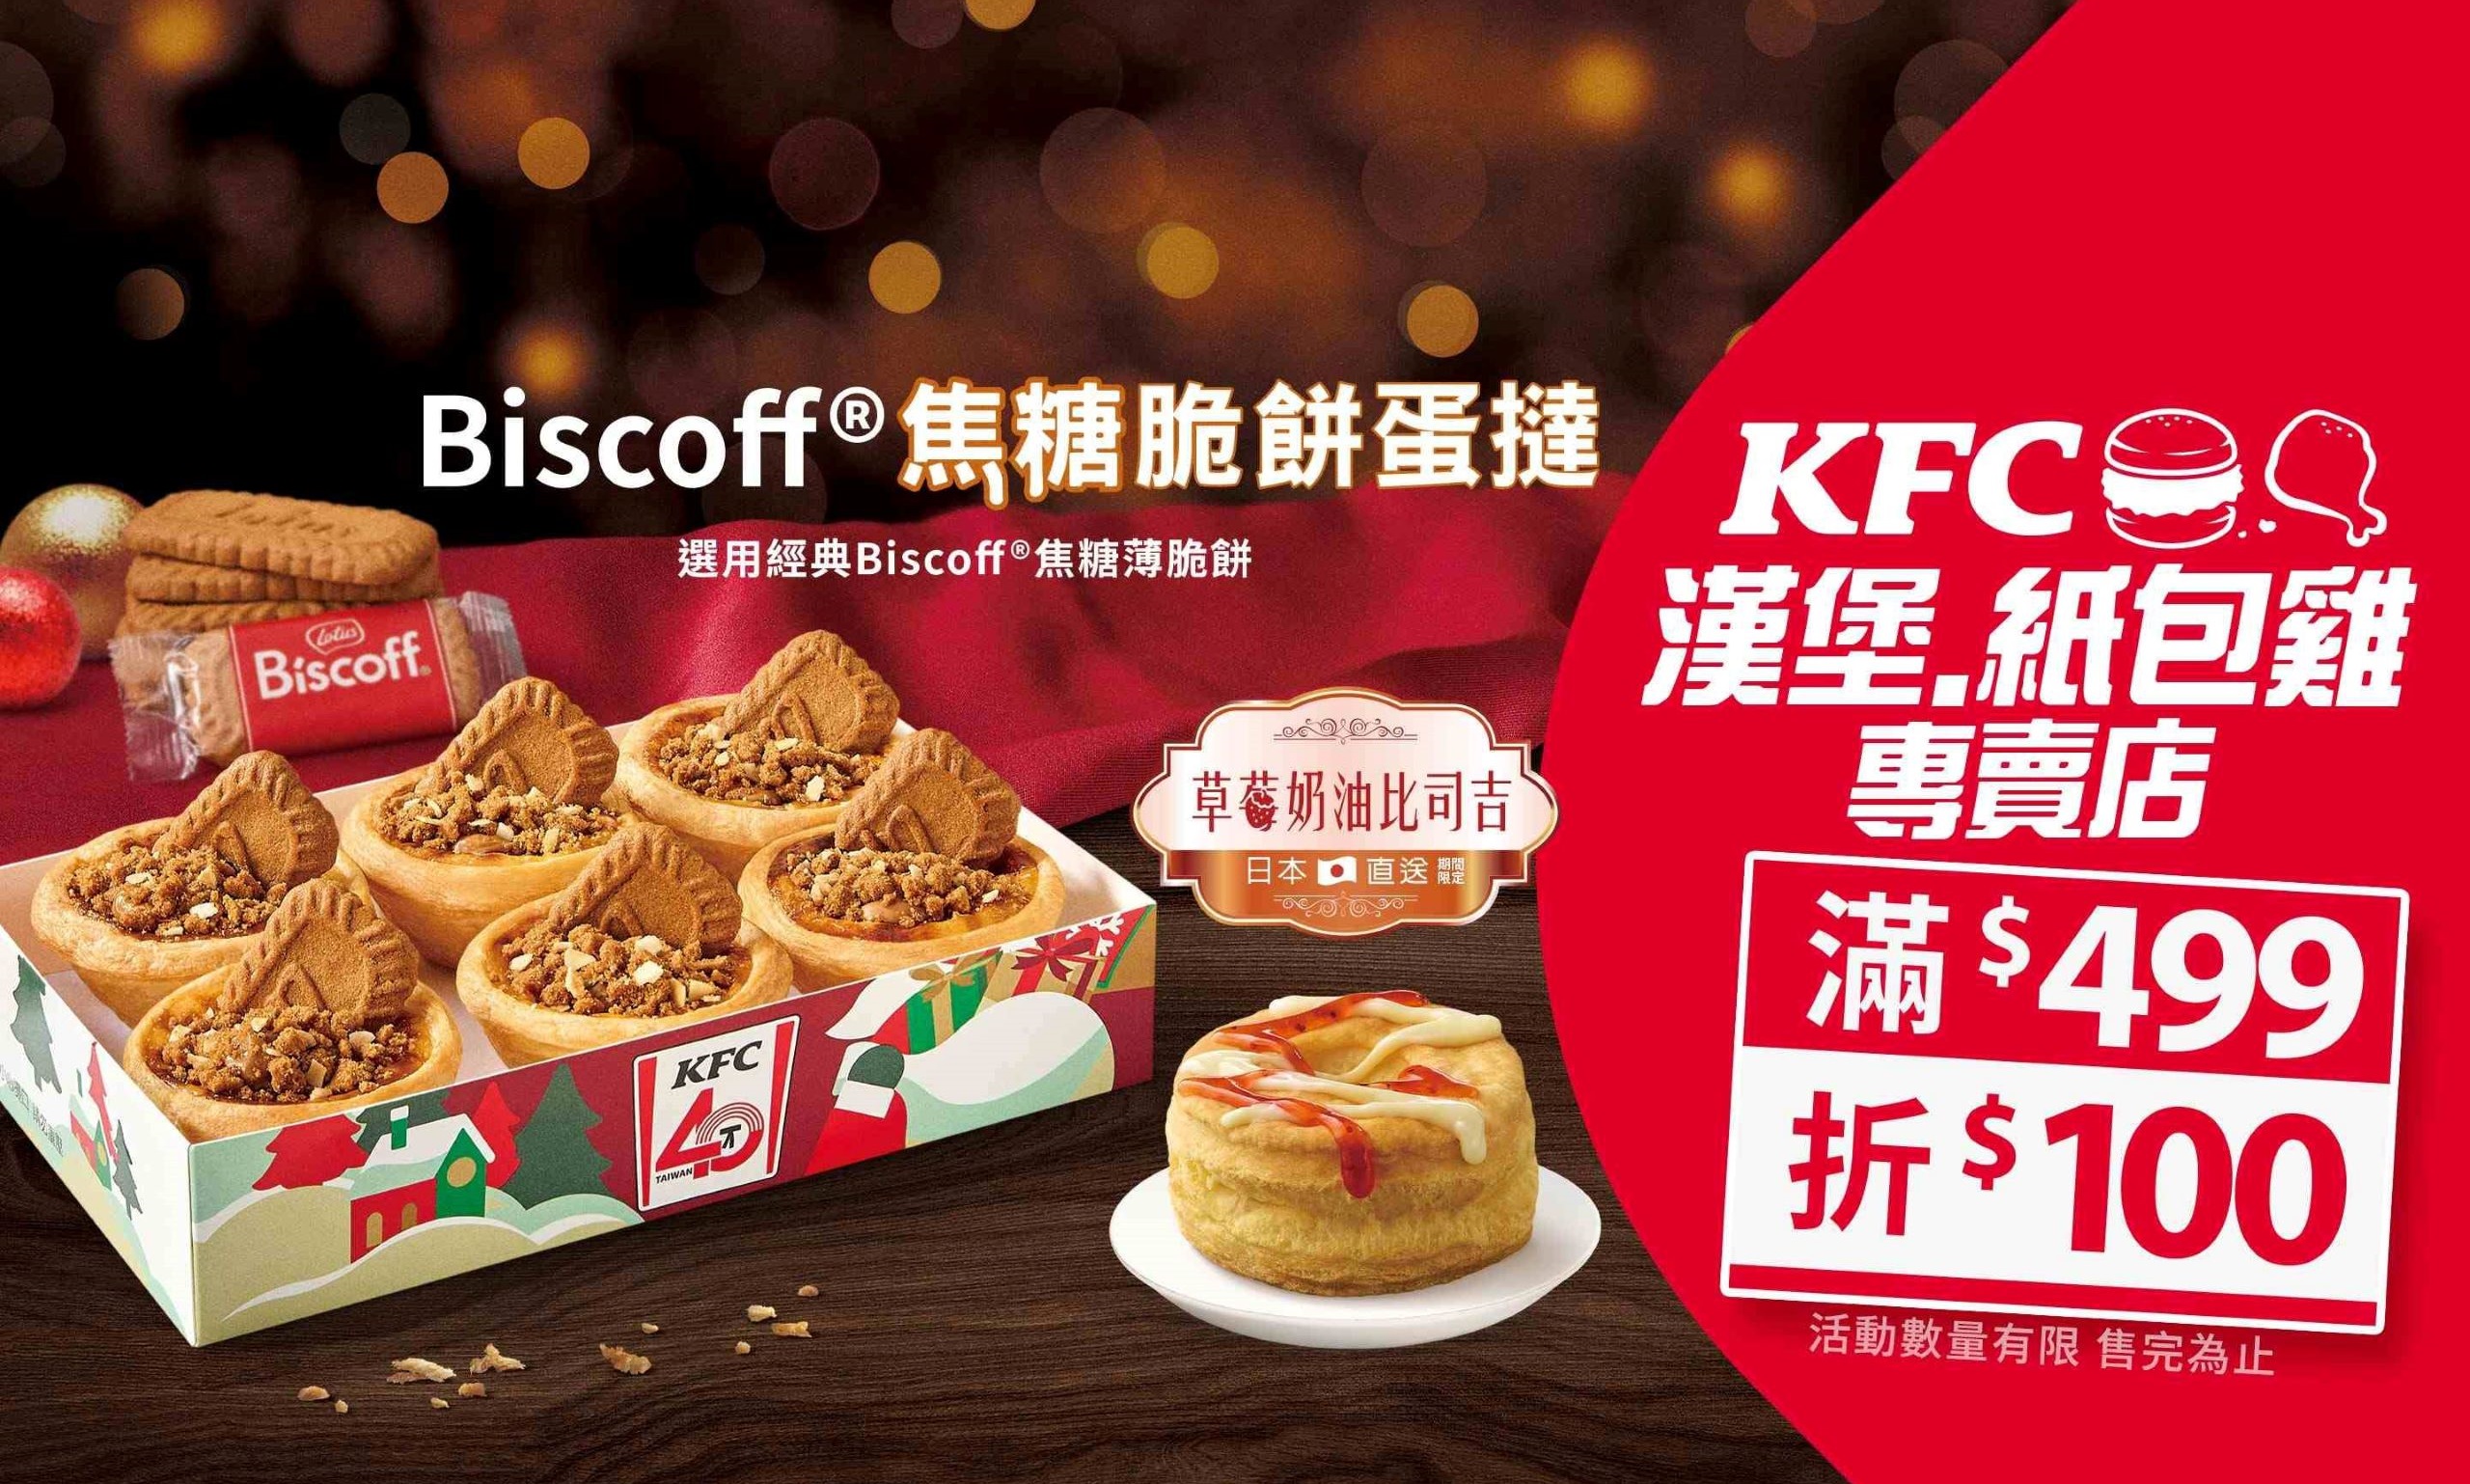 Biscoff®焦糖脆餅蛋撻
選用經典Biscoff®焦糖薄脆餅
Lotus
Biscoff
草莓奶油比司吉
日本直送 期間限定
KFC
TAIWAN
KFC
漢堡.紙包雞
專賣店
滿$499
折$100
活動數量有限 售完為止